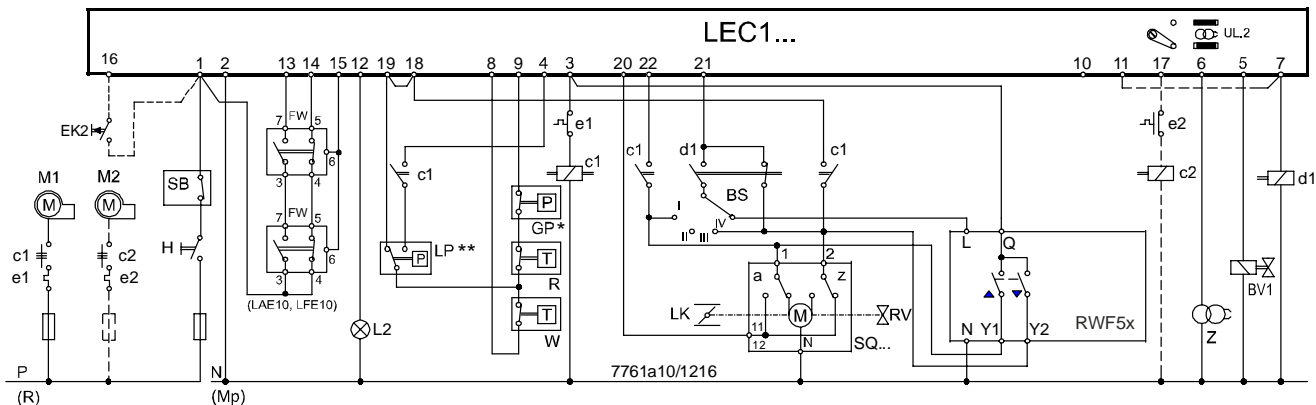 LEC1...
UL.2
16 1 2 13 14 15 12 19 18 8 9 4 3 20 22 21 10 11 17 6 5 7
EK2
7 FW 5
6
3 4
e1
c1
c1
c1
d1
c1
BS
I
II III IV
e2
c2
d1
M1 M2
M M
SB
H
c1 c2
e1 e2
7 FW 5
6
3 4
(LAE10, LFE10)
LP **
P
P
GP *
T
R
T
W
L2
1 2
a z
LK
M
RV
11
12
N
SQ...
L Q
N Y1 Y2
RWF5x
BV1
Z
P
(R)
N
(Mp)
7761a10/1216